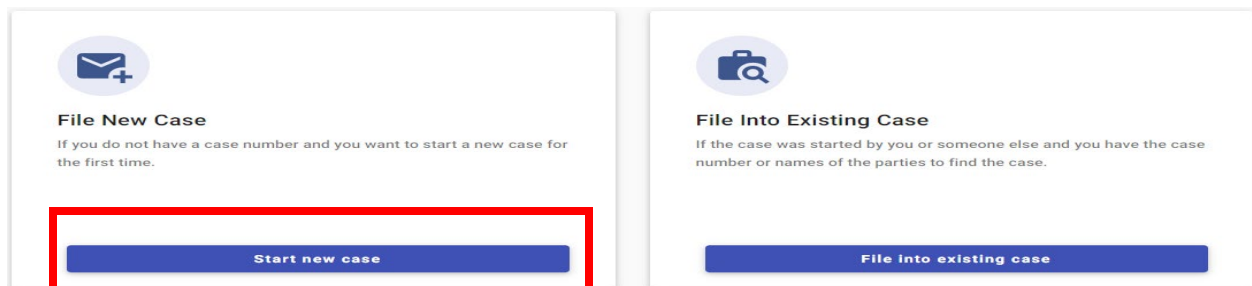 File New Case
If you do not have a case number and you want to start a new case for
the first time.
Start new case
File Into Existing Case
If the case was started by you or someone else and you have the case
number or names of the parties to find the case.
File into existing case